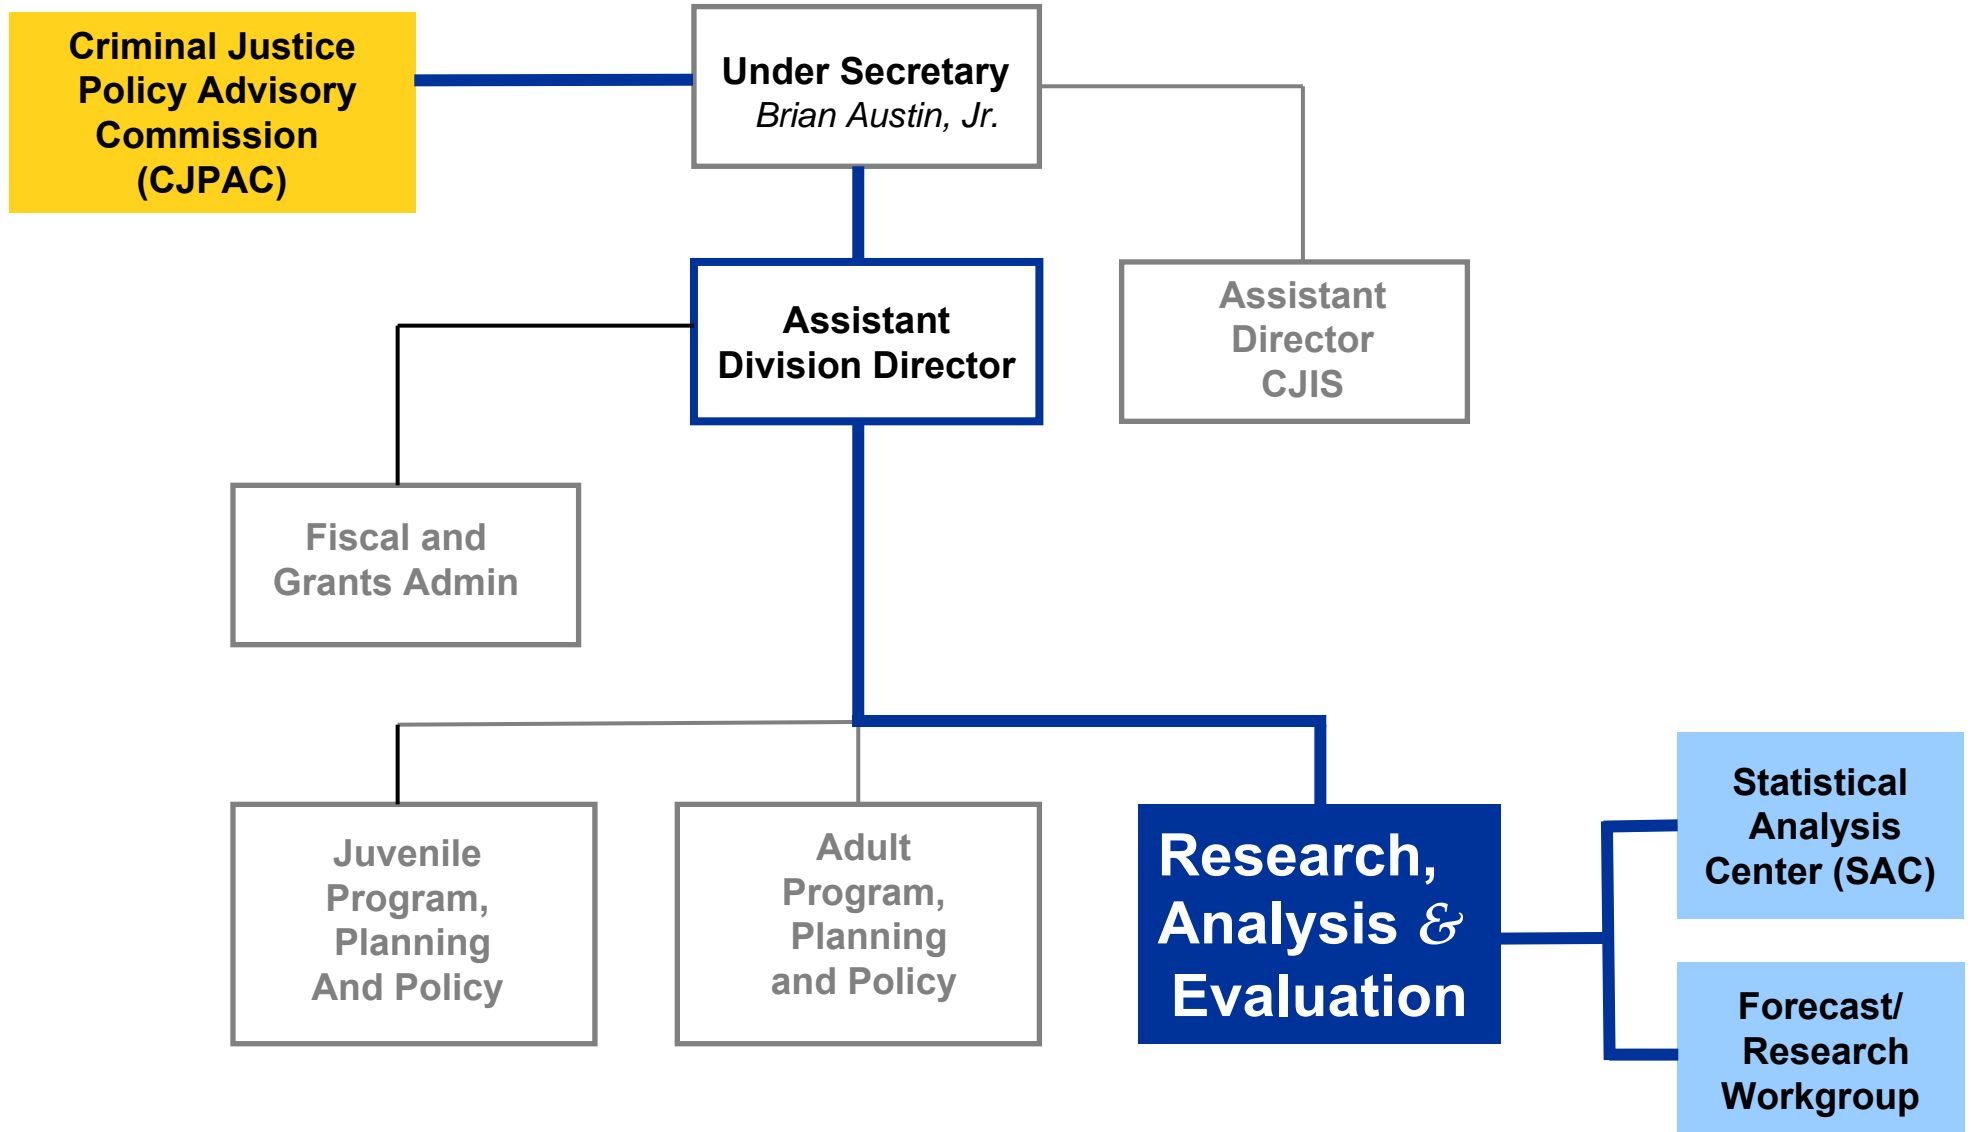 Criminal Justice
Policy Advisory
Commission
(CJPAC)
Under Secretary
Brian Austin, Jr.
Assistant
Division Director
Assistant
Director
CJIS
Fiscal and
Grants Admin
Juvenile
Program,
Planning
And Policy
Adult
Program,
Planning
and Policy
Research,
Analysis &
Evaluation
Statistical
Analysis
Center (SAC)
Forecast/
Research
Workgroup